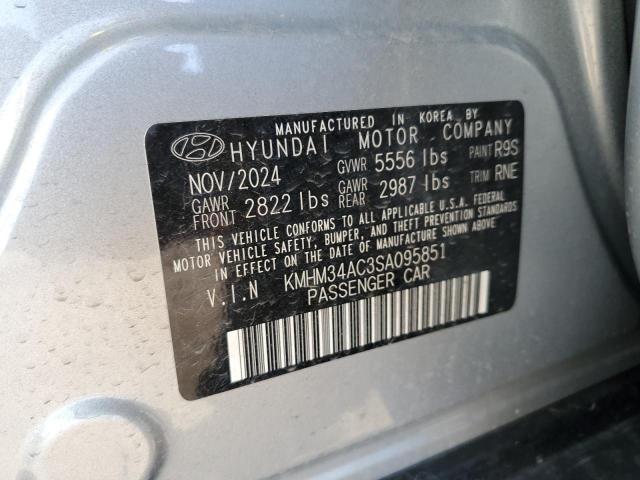 MANUFACTURED IN KOREA BY
HYUNDAI MOTOR COMPANY
NOV/2024 GVWR 5556 lbs PAINT R9S
GAWR FRONT 2822 lbs GAWR REAR 2987 lbs TRIM RNE
THIS VEHICLE CONFORMS TO ALL APPLICABLE U.S.A. FEDERAL
MOTOR VEHICLE SAFETY, BUMPER, AND THEFT PREVENTION STANDARDS
IN EFFECT ON THE DATE OF MANUFACTURE SHOWN ABOVE.
V.I.N KMHM34AC3SA095851
PASSENGER CAR